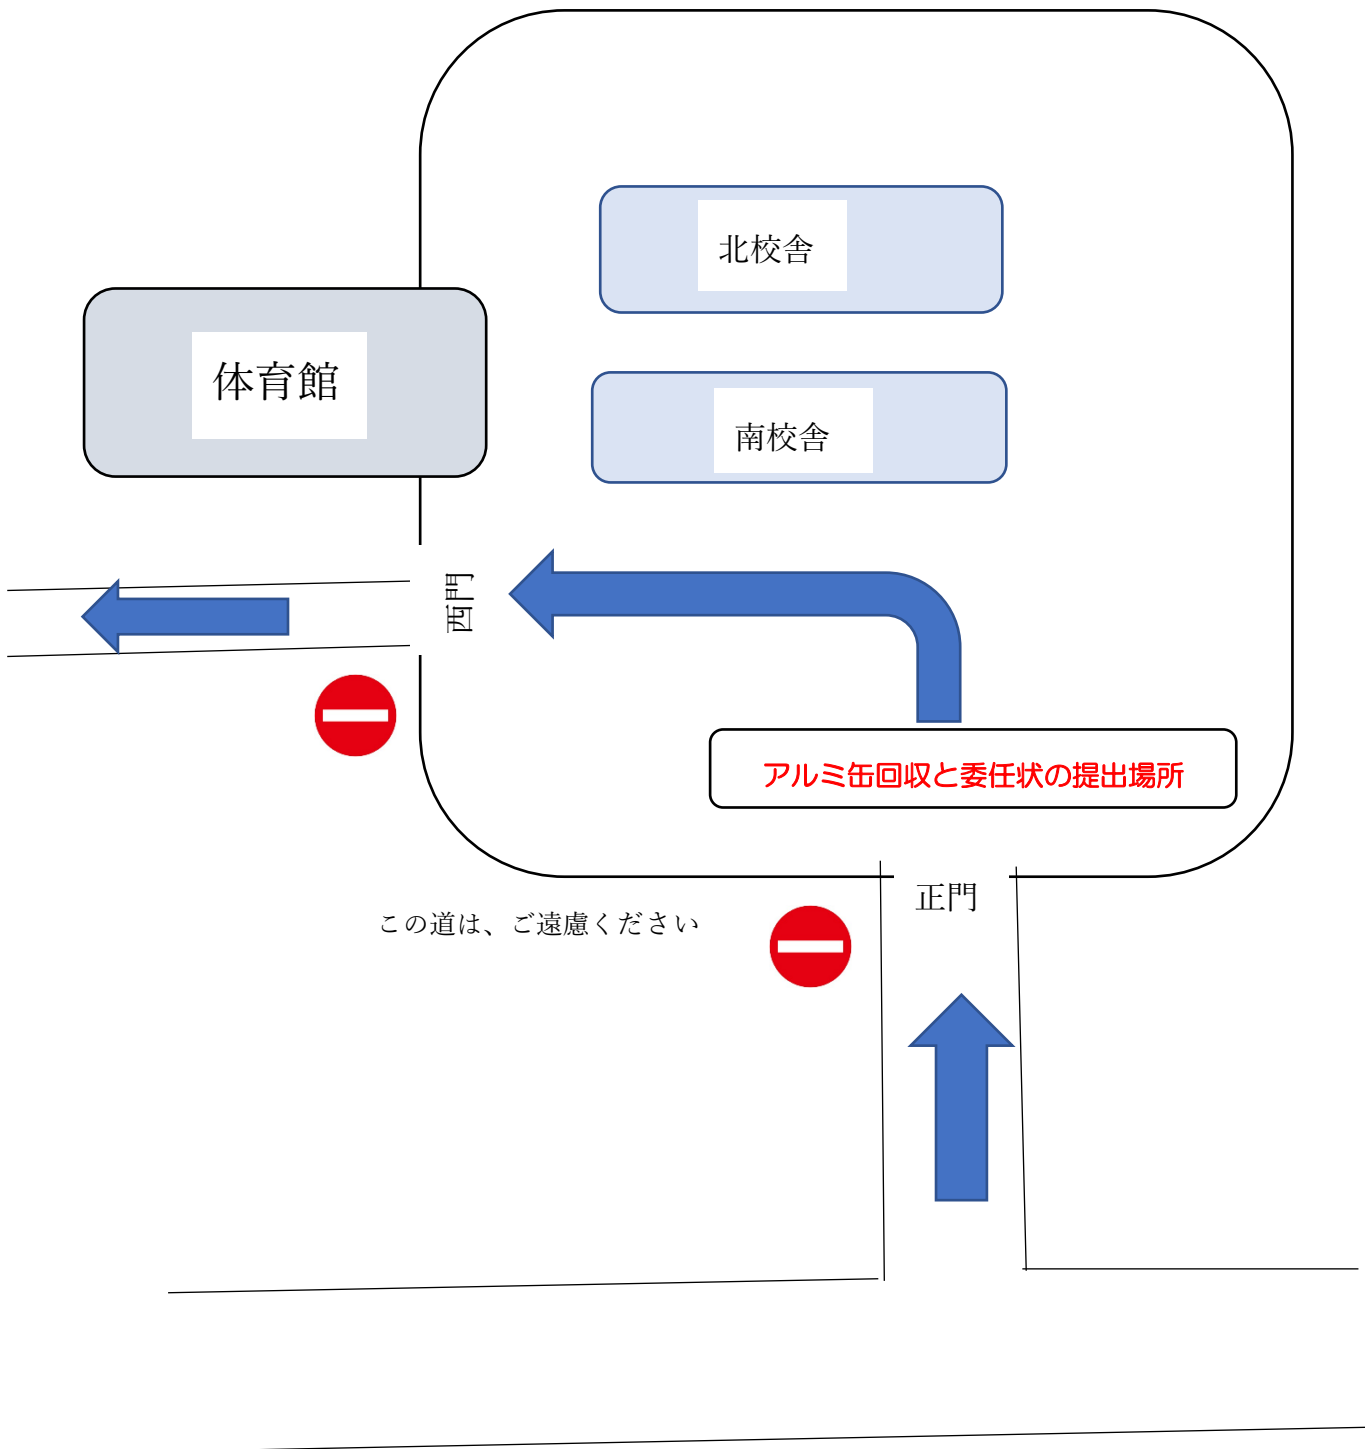 北校舎
体育館
南校舎
西門
アルミ缶回収と委任状の提出場所
正門
この道は、ご遠慮ください